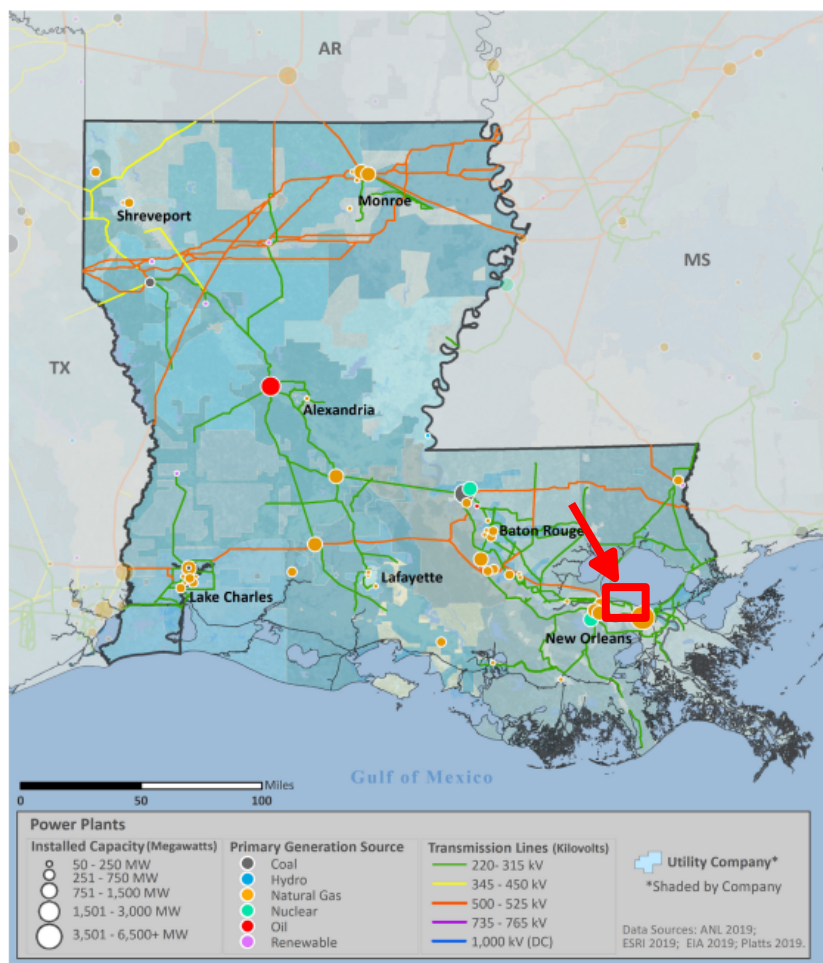 AR
Shreveport
Monroe
MS
TX
Alexandria
Baton Rouge
Lafayette
Lake Charles
New Orleans
Gulf of Mexico
Miles
0
50
100
Power Plants
Installed Capacity (Megawatts)
50 - 250 MW
251 - 750 MW
751 - 1,500 MW
1,501 - 3,000 MW
3,501 - 6,500+ MW
Primary Generation Source
Coal
Hydro
Natural Gas
Nuclear
Oil
Renewable
Transmission Lines (Kilovolts)
220- 315 kV
345 - 450 kV
500 - 525 kV
735 - 765 kV
1,000 kV (DC)
Utility Company*
*Shaded by Company
Data Sources: ANL 2019;
ESRI 2019; EIA 2019; Platts 2019.